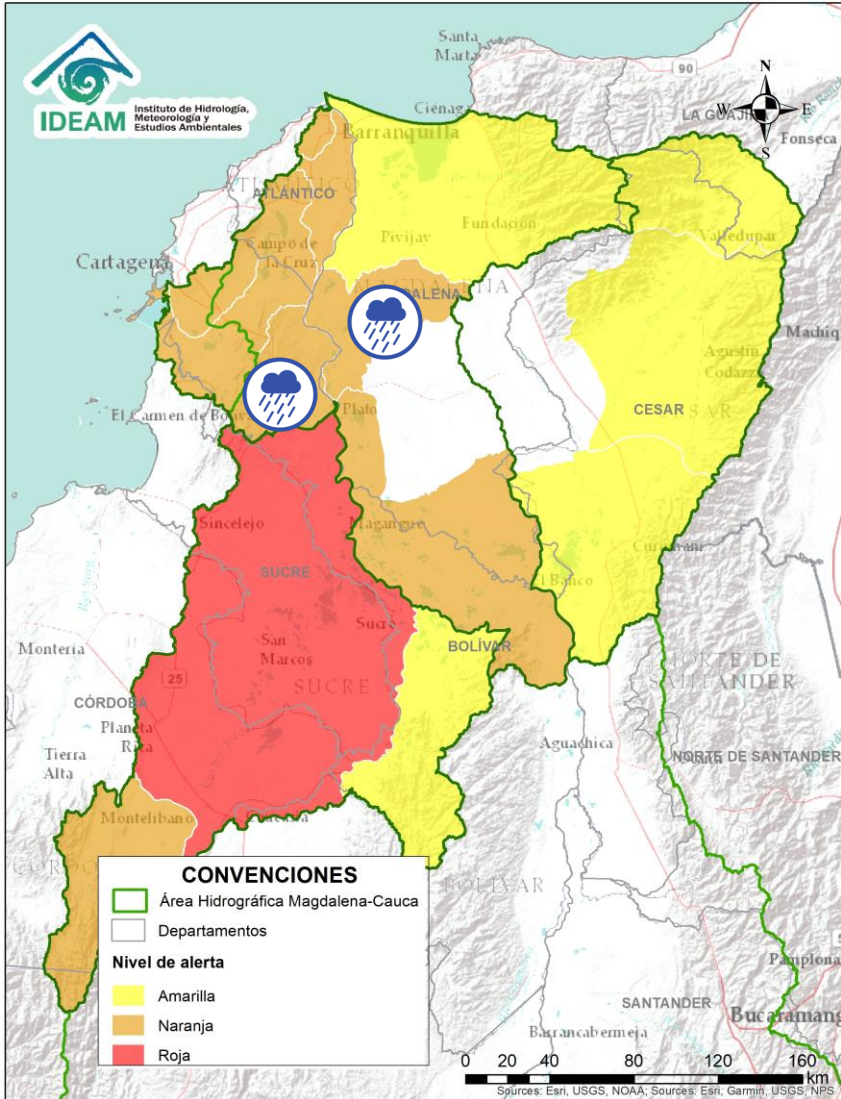 IDEAM
Instituto de Hidrología,
Meteorología y
Estudios Ambientales
Santa
Marta
90
N
W
E
S
Ciénaga
LA GUAJIRA
Fonseca
Barranquilla
ATLÁNTICO
Campo de
la Cruz
Pivijay
Fundación
Valledupar
Cartagena
MAGDALENA
El Carmen de Bolívar
Plato
Agustín
Codazzi
CESAR
Sincelejo
Magangué
SUCRE
El Banco
Montería
San
Marcos
Sucre
BOLÍVAR
SUCRE
25
CÓRDOBA
Planeta
Rica
Tierra
Alta
Aguachica
NORTE DE
SANTANDER
NORTE DE SANTANDER
Montelíbano
BOLÍVAR
Pamplona
SANTANDER
Bucaramang
Barrancabermeja
CONVENCIONES
Área Hidrográfica Magdalena-Cauca
Departamentos
Nivel de alerta
Amarilla
Naranja
Roja
0 20 40 80 120 160
km
Sources: Esri, USGS, NOAA; Sources: Esri, Garmin, USGS, NPS